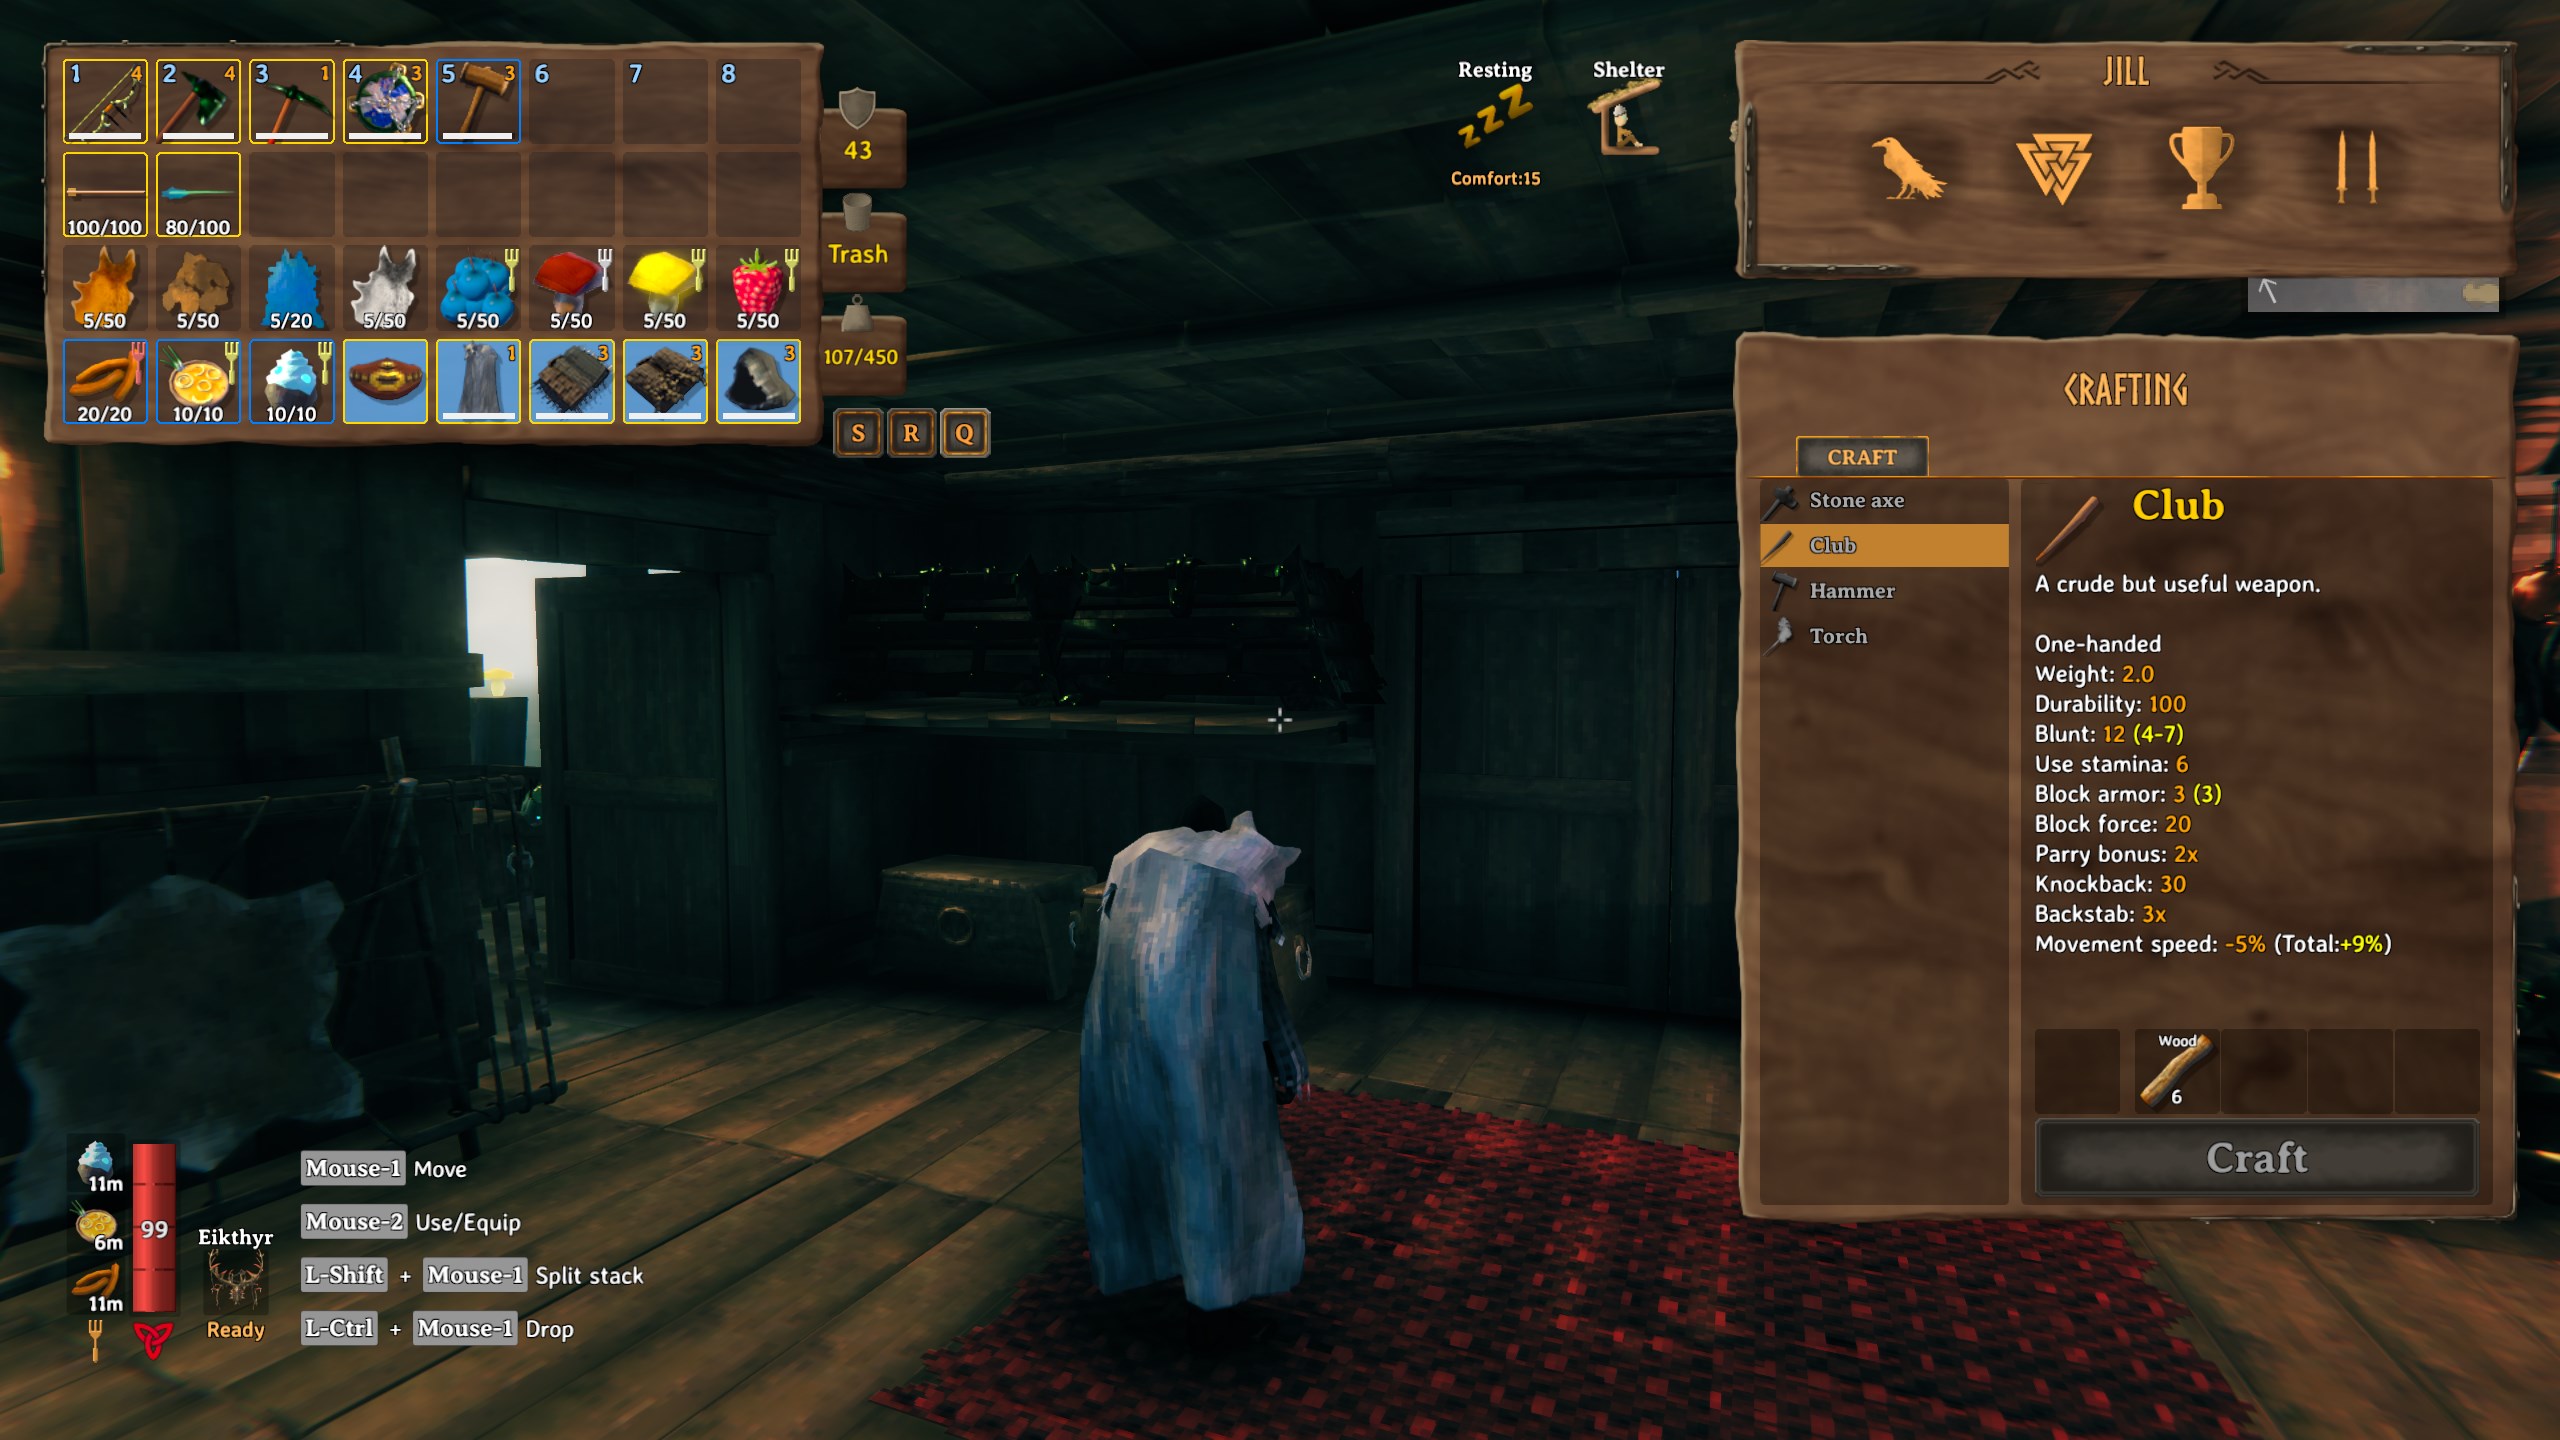 1 4 2 4 3 1 4 3 5 3 6 7 8
100/100 80/100
5/50 5/50 5/20 5/50 5/50 5/50 5/50 5/50
20/20 10/10 10/10 1 3 3 3
43
Trash
107/450
S R Q
Resting
Comfort:15
Shelter
JILL
CRAFTING
CRAFT
Stone axe
Club
Hammer
Torch
Club
A crude but useful weapon.
One-handed
Weight: 2.0
Durability: 100
Blunt: 12 (4-7)
Use stamina: 6
Block armor: 3 (3)
Block force: 20
Parry bonus: 2x
Knockback: 30
Backstab: 3x
Movement speed: -5% (Total:+9%)
Wood
6
Craft
11m
6m
11m
99
Eikthyr
Ready
Mouse-1 Move
Mouse-2 Use/Equip
L-Shift + Mouse-1 Split stack
L-Ctrl + Mouse-1 Drop